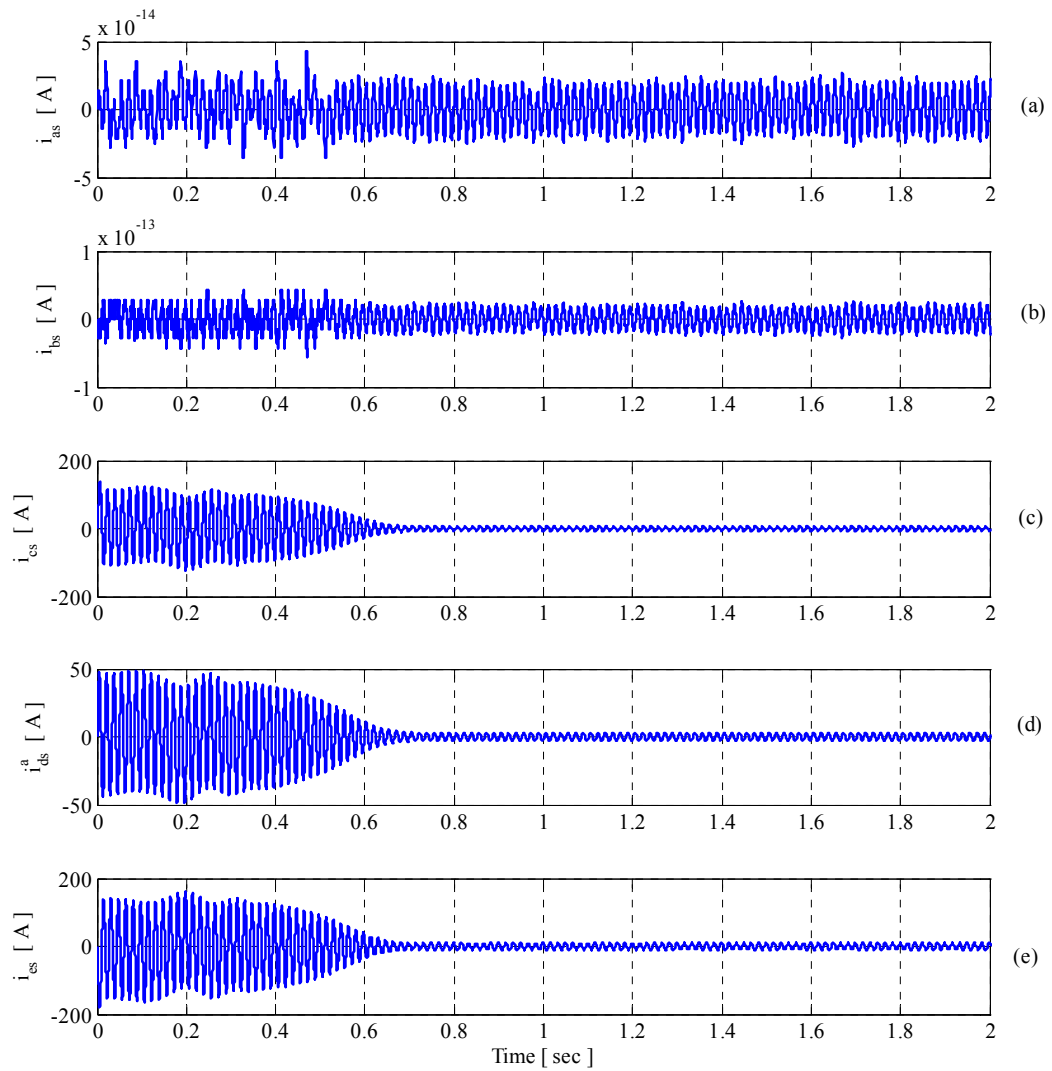 x 10^-14
5
0
-5
i_as [ A ]
0 0.2 0.4 0.6 0.8 1 1.2 1.4 1.6 1.8 2
(a)
x 10^-13
1
0
-1
i_bs [ A ]
0 0.2 0.4 0.6 0.8 1 1.2 1.4 1.6 1.8 2
(b)
200
0
-200
i_cs [ A ]
0 0.2 0.4 0.6 0.8 1 1.2 1.4 1.6 1.8 2
(c)
50
0
-50
i^a_ds [ A ]
0 0.2 0.4 0.6 0.8 1 1.2 1.4 1.6 1.8 2
(d)
200
0
-200
i_es [ A ]
0 0.2 0.4 0.6 0.8 1 1.2 1.4 1.6 1.8 2
(e)
Time [ sec ]